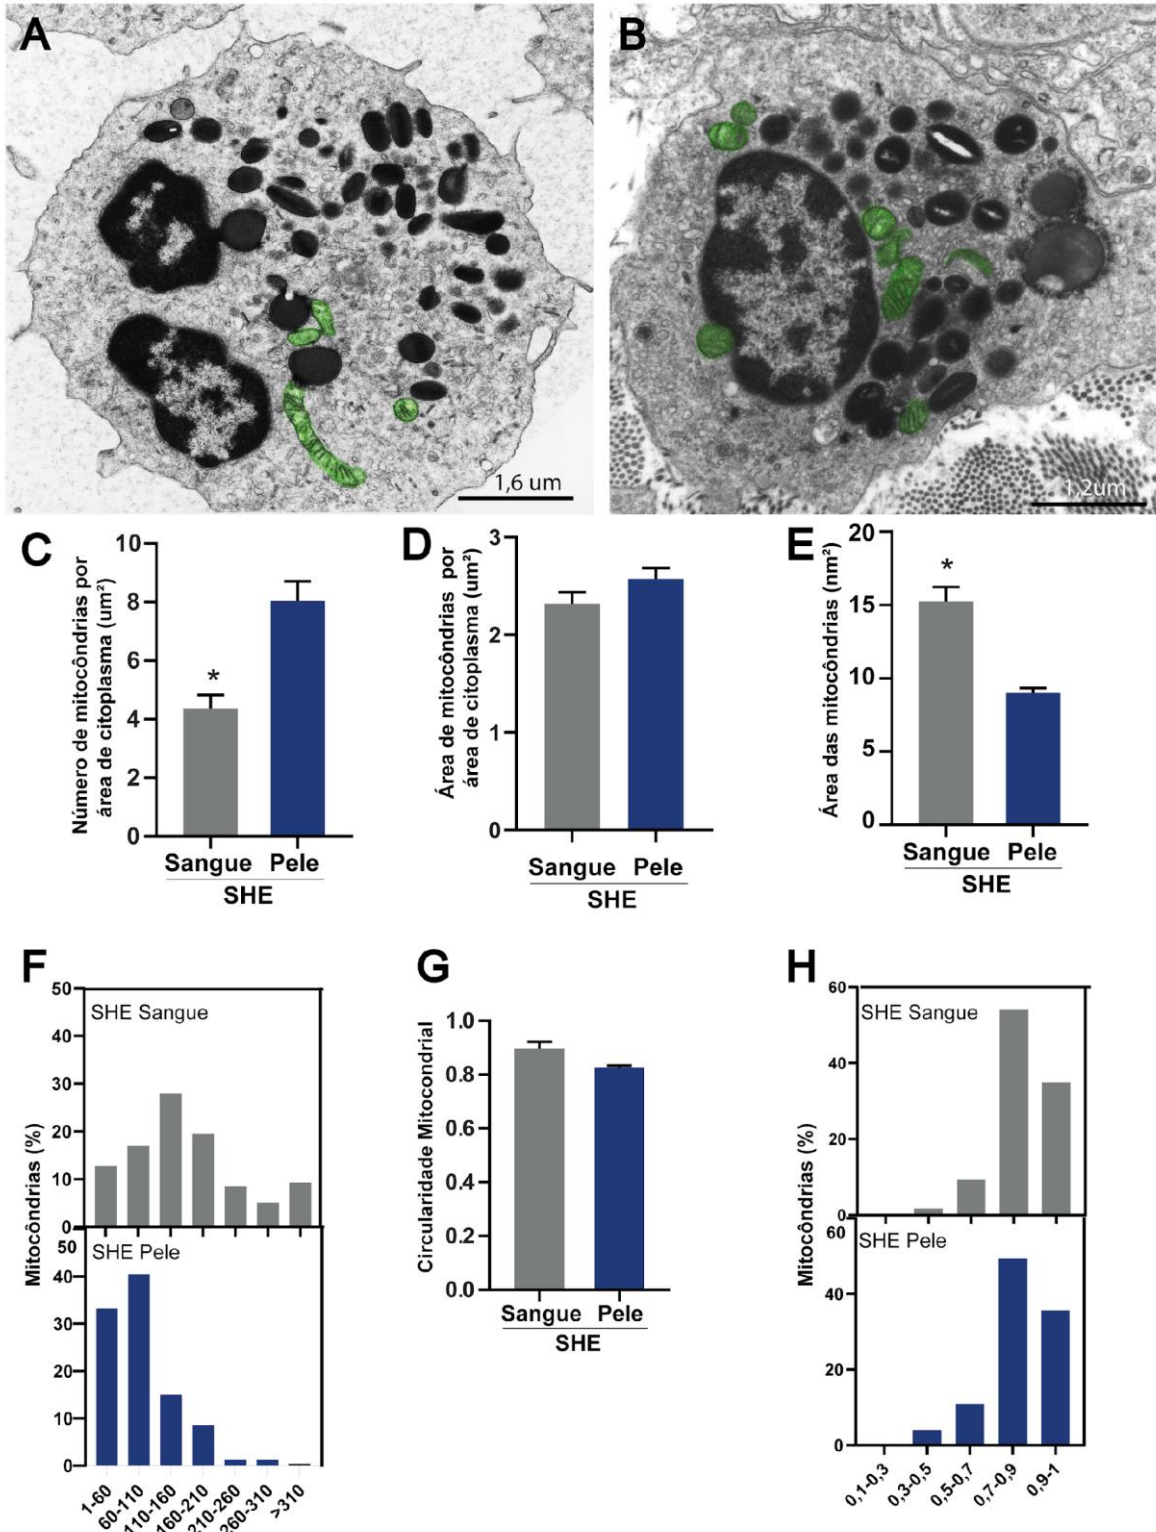 A
B
1,6 um
1,2um
C
Número de mitocôndrias por
área de citoplasma (um²)
10
8
6
4
2
0
*
Sangue Pele
SHE
D
Área de mitocôndrias por
área de citoplasma (um²)
3
2
1
0
Sangue Pele
SHE
E
Área das mitocôndrias (nm²)
20
15
10
5
0
*
Sangue Pele
SHE
F
Mitocôndrias (%)
50
40
30
20
10
0
SHE Sangue
50
40
30
20
10
0
SHE Pele
1-60
60-110
110-160
160-210
210-260
260-310
>310
G
Circularidade Mitocondrial
1.0
0.8
0.6
0.4
0.2
0.0
Sangue Pele
SHE
H
Mitocôndrias (%)
60
40
20
0
SHE Sangue
60
40
20
0
SHE Pele
0,1-0,3
0,3-0,5
0,5-0,7
0,7-0,9
0,9-1